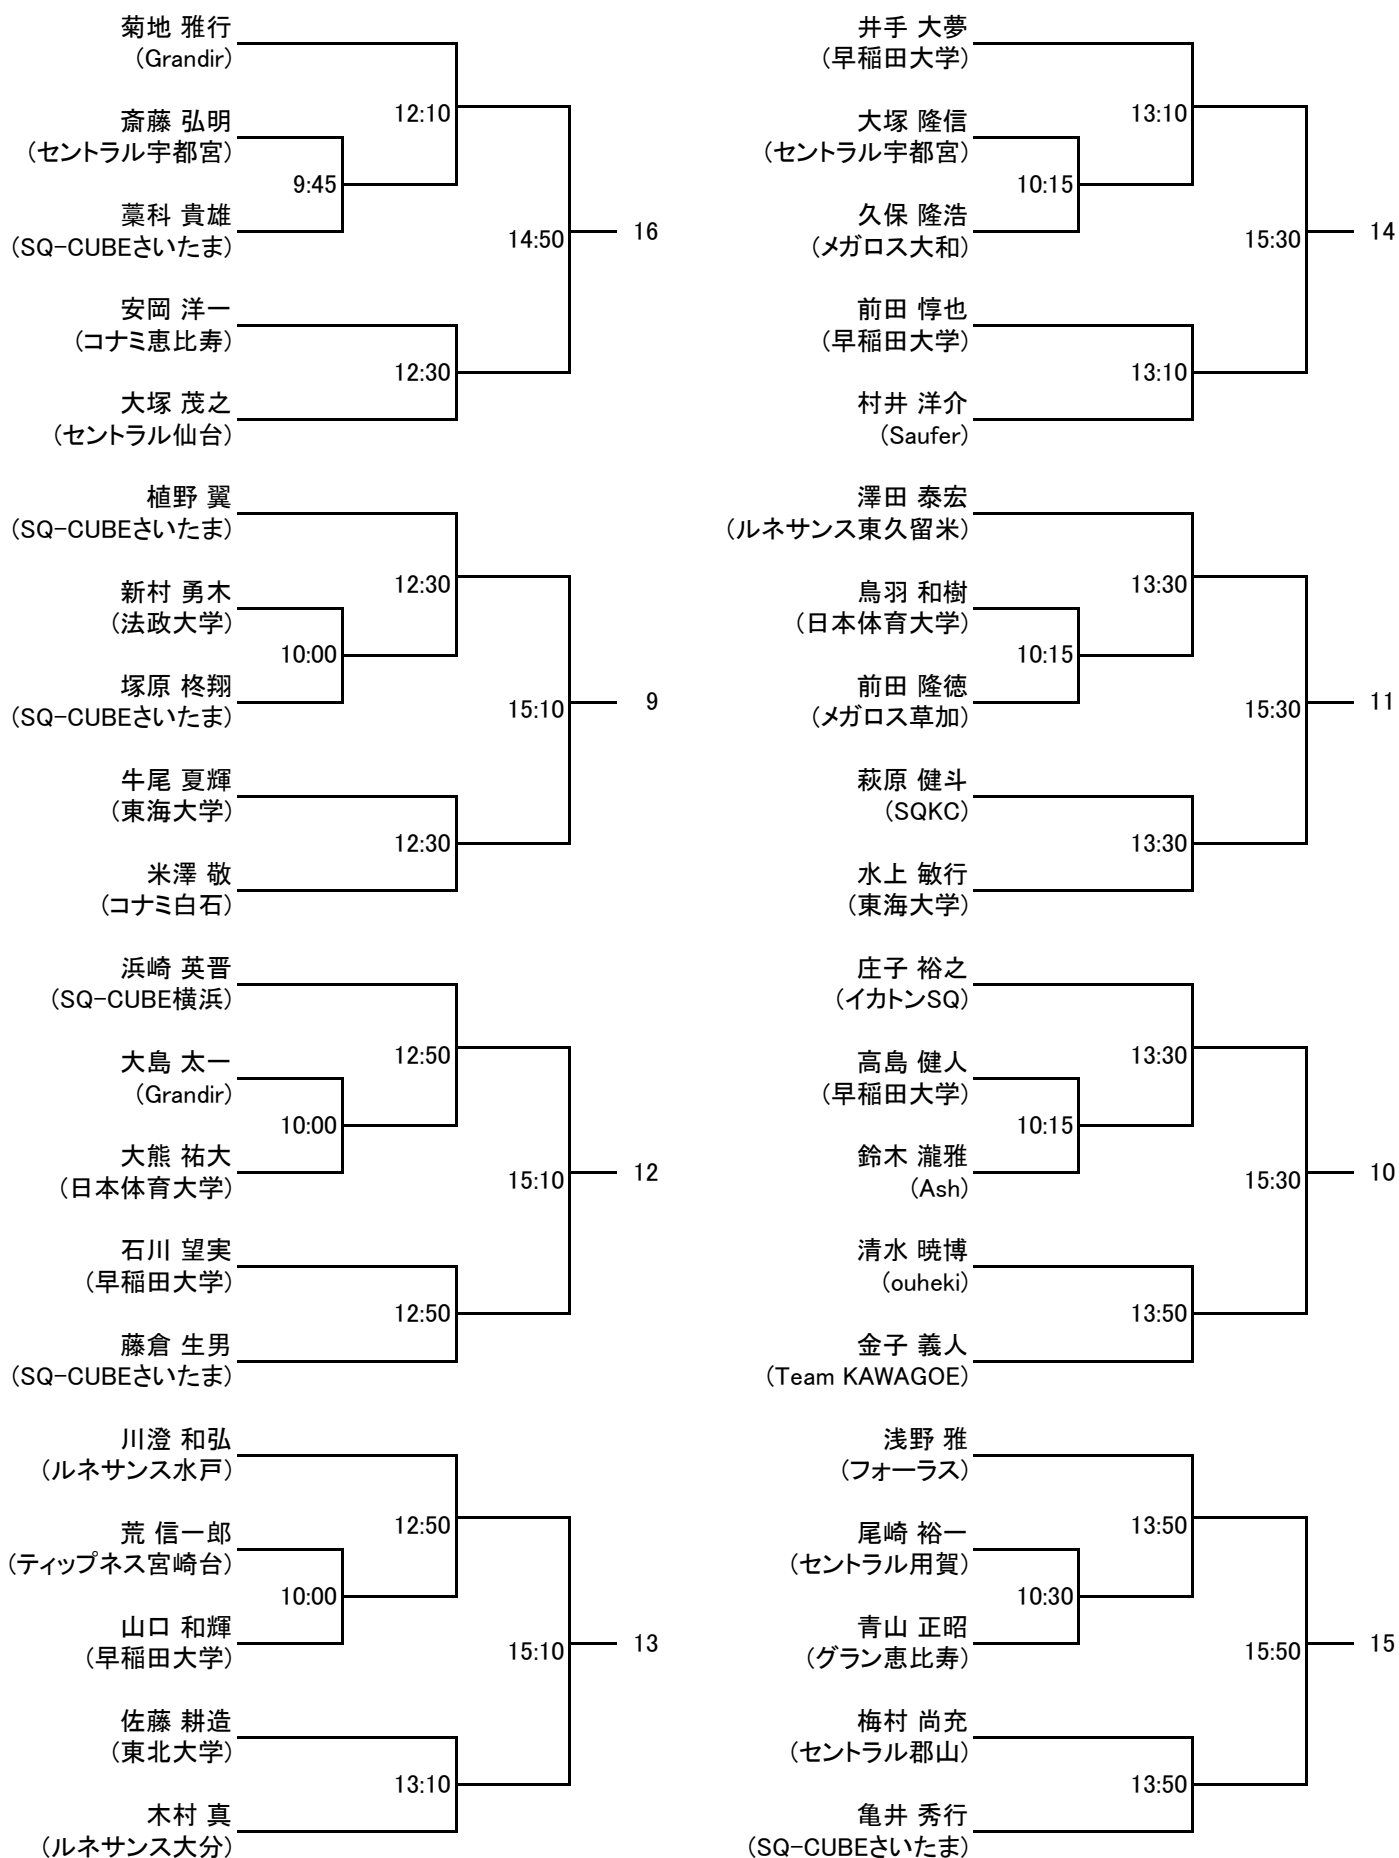 菊地 雅行
(Grandir)
12:10
斎藤 弘明
(セントラル宇都宮)
9:45
藁科 貴雄
(SQ-CUBEさいたま)
14:50
16
安岡 洋一
(コナミ恵比寿)
12:30
大塚 茂之
(セントラル仙台)
植野 翼
(SQ-CUBEさいたま)
12:30
新村 勇木
(法政大学)
10:00
塚原 柊翔
(SQ-CUBEさいたま)
15:10
9
牛尾 夏輝
(東海大学)
12:30
米澤 敬
(コナミ白石)
浜崎 英晋
(SQ-CUBE横浜)
12:50
大島 太一
(Grandir)
10:00
大熊 祐大
(日本体育大学)
15:10
12
石川 望実
(早稲田大学)
12:50
藤倉 生男
(SQ-CUBEさいたま)
川澄 和弘
(ルネサンス水戸)
12:50
荒 信一郎
(ティップネス宮崎台)
10:00
山口 和輝
(早稲田大学)
15:10
13
佐藤 耕造
(東北大学)
13:10
木村 真
(ルネサンス大分)
井手 大夢
(早稲田大学)
13:10
大塚 隆信
(セントラル宇都宮)
10:15
久保 隆浩
(メガロス大和)
15:30
14
前田 惇也
(早稲田大学)
13:10
村井 洋介
(Saufer)
澤田 泰宏
(ルネサンス東久留米)
13:30
鳥羽 和樹
(日本体育大学)
10:15
前田 隆徳
(メガロス草加)
15:30
11
萩原 健斗
(SQKC)
13:30
水上 敏行
(東海大学)
庄子 裕之
(イカトンSQ)
13:30
高島 健人
(早稲田大学)
10:15
鈴木 瀧雅
(Ash)
15:30
10
清水 暁博
(ouheki)
13:50
金子 義人
(Team KAWAGOE)
浅野 雅
(フォーラス)
13:50
尾崎 裕一
(セントラル用賀)
10:30
青山 正昭
(グラン恵比寿)
15:50
15
梅村 尚充
(セントラル郡山)
13:50
亀井 秀行
(SQ-CUBEさいたま)